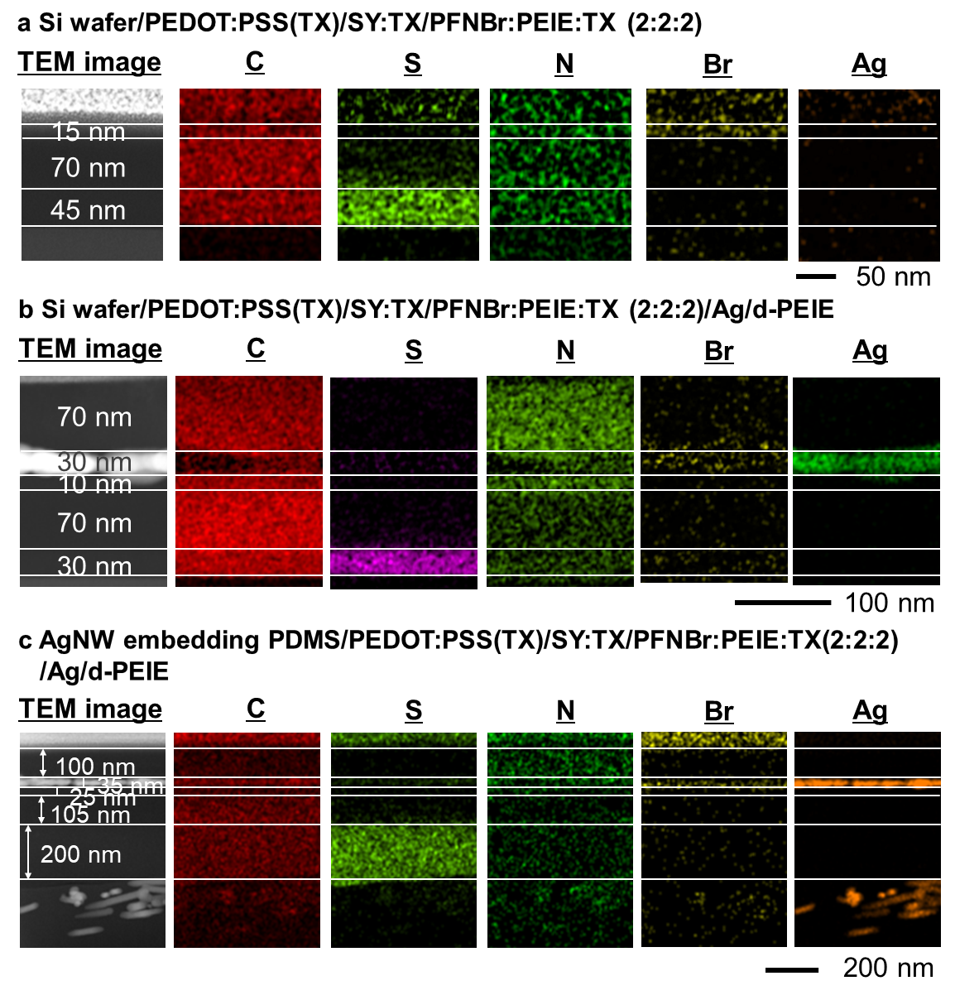 a Si wafer/PEDOT:PSS(TX)/SY:TX/PFNBr:PEIE:TX (2:2:2)
TEM image C S N Br Ag
15 nm
70 nm
45 nm
50 nm
b Si wafer/PEDOT:PSS(TX)/SY:TX/PFNBr:PEIE:TX (2:2:2)/Ag/d-PEIE
TEM image C S N Br Ag
70 nm
30 nm
10 nm
70 nm
30 nm
100 nm
c AgNW embedding PDMS/PEDOT:PSS(TX)/SY:TX/PFNBr:PEIE:TX(2:2:2)
/Ag/d-PEIE
TEM image C S N Br Ag
100 nm
35 nm
25 nm
105 nm
200 nm
200 nm